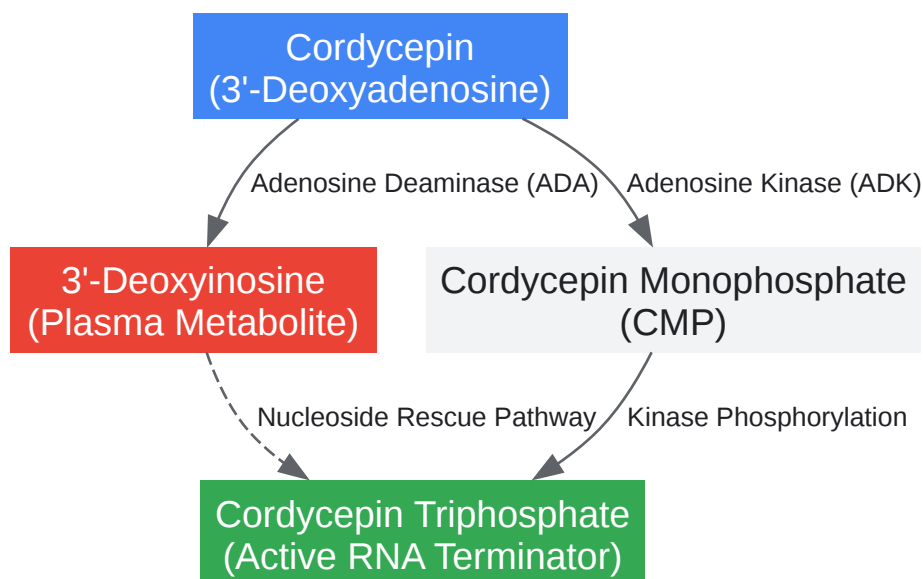 Cordycepin
(3'-Deoxyadenosine)
Adenosine Deaminase (ADA)
Adenosine Kinase (ADK)
3'-Deoxyinosine
(Plasma Metabolite)
Cordycepin Monophosphate
(CMP)
Nucleoside Rescue Pathway
Kinase Phosphorylation
Cordycepin Triphosphate
(Active RNA Terminator)